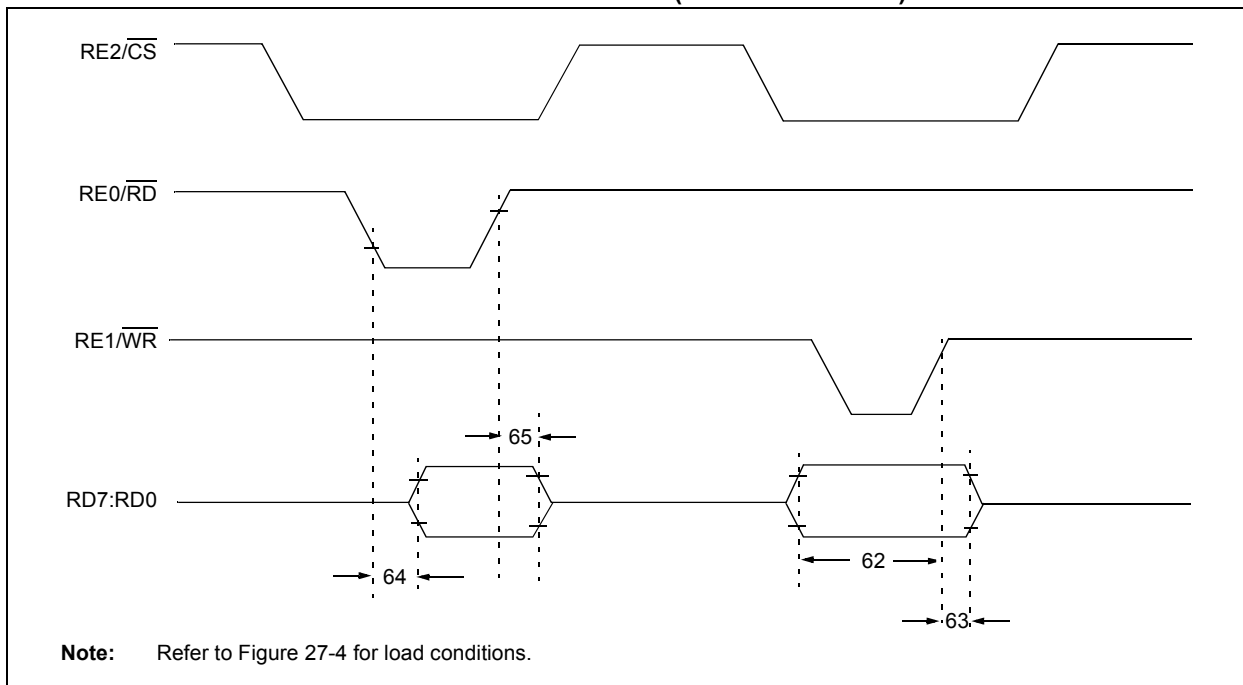 RE2/CS
RE0/RD
RE1/WR
65
RD7:RD0
62
64
63
Note: Refer to Figure 27-4 for load conditions.